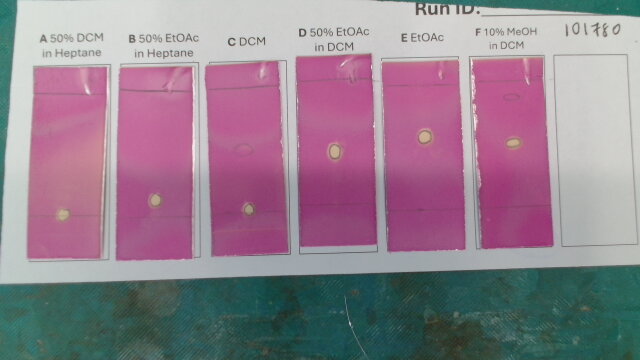 Run ID:
101780
A 50% DCM
in Heptane
B 50% EtOAc
in Heptane
C DCM
D 50% EtOAc
in DCM
E EtOAc
F 10% MeOH
in DCM